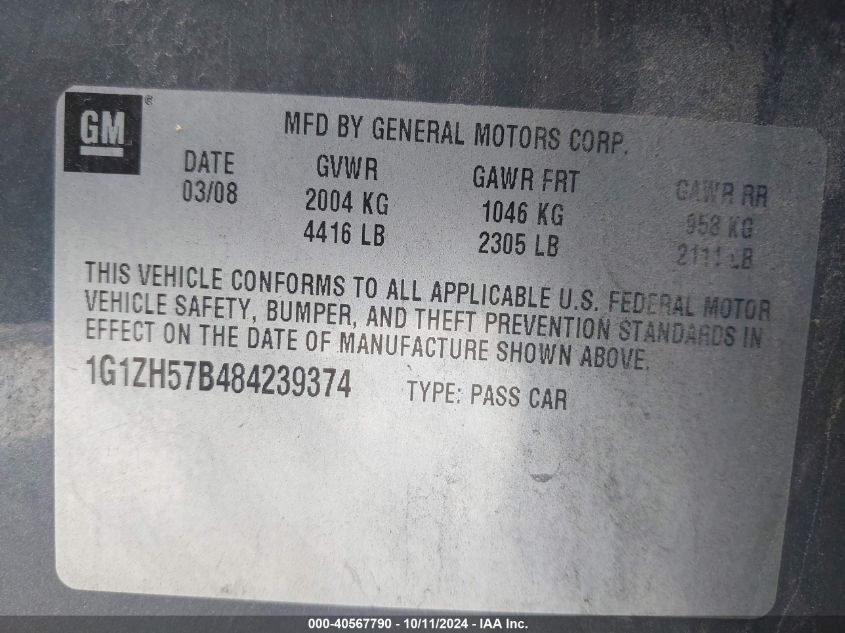 GM ®
MFD BY GENERAL MOTORS CORP.
DATE GVWR GAWR FRT GAWR RR
03/08 2004 KG 1046 KG 958 KG
4416 LB 2305 LB 2111 LB
THIS VEHICLE CONFORMS TO ALL APPLICABLE U.S. FEDERAL MOTOR
VEHICLE SAFETY, BUMPER, AND THEFT PREVENTION STANDARDS IN
EFFECT ON THE DATE OF MANUFACTURE SHOWN ABOVE.
1G1ZH57B484239374 TYPE: PASS CAR
000-40567790 - 10/11/2024 - IAA Inc.